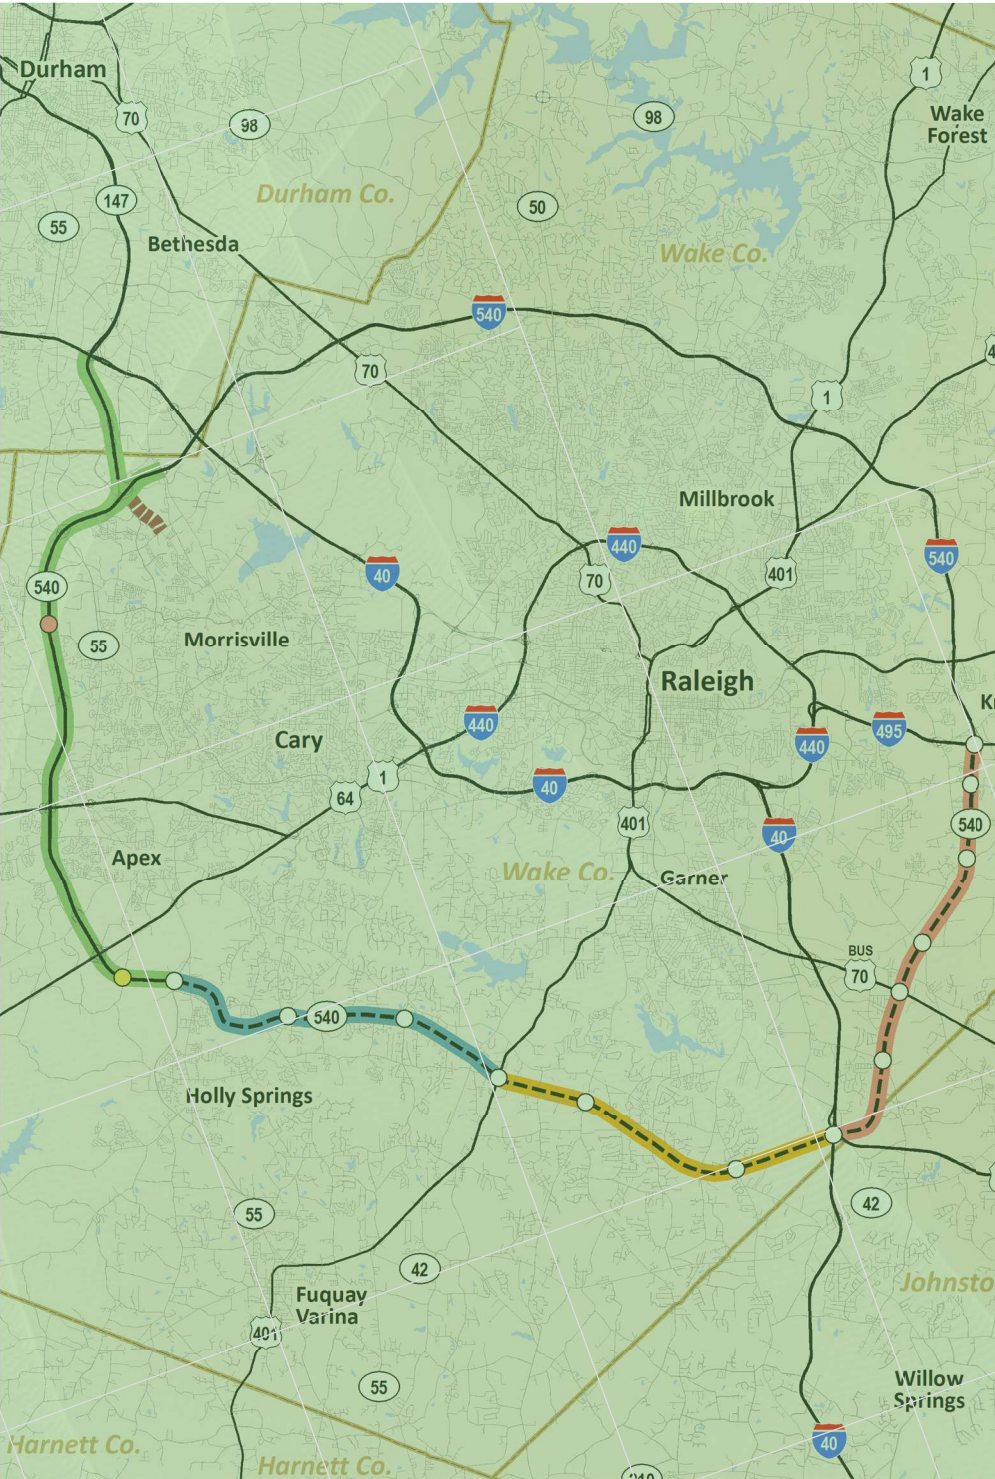 1
Durham
Wake
Forest
70
98
98
Durham Co.
147
50
55
Bethesda
Wake Co.
540
70
1
Millbrook
440
540
40
70
401
540
Morrisville
55
Raleigh
440
Cary
495
440
1
64
40
540
401
40
Apex
Wake Co.
Garner
BUS
70
540
Holly Springs
42
55
42
Fuquay
Varina
401
55
Willow
Springs
40
Harnett Co.
Harnett Co.